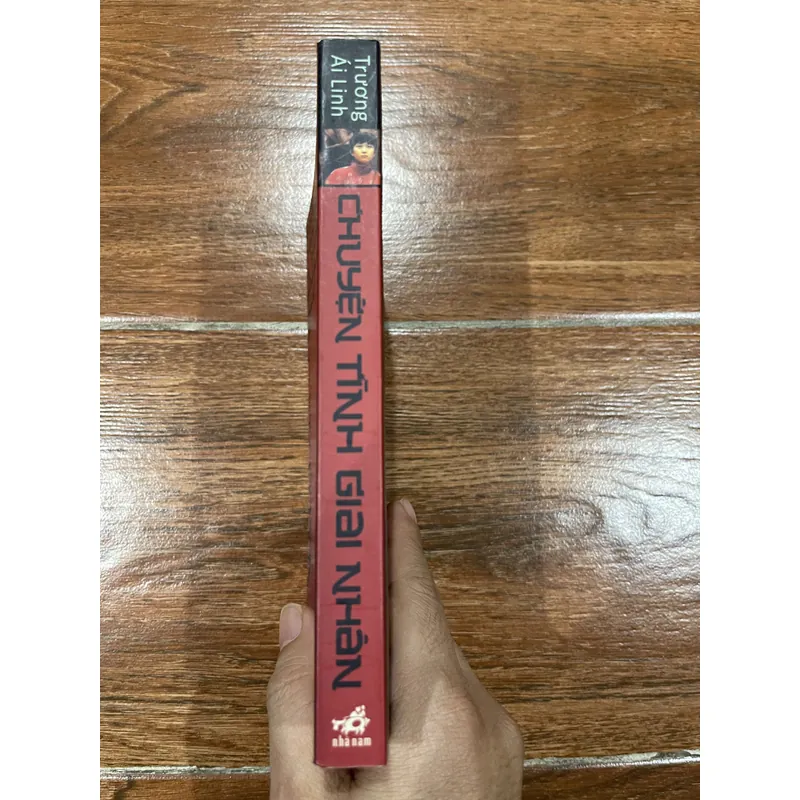 Trương
Ái Linh
CHUYỆN TÌNH GIAI NHÂN
nhã nam